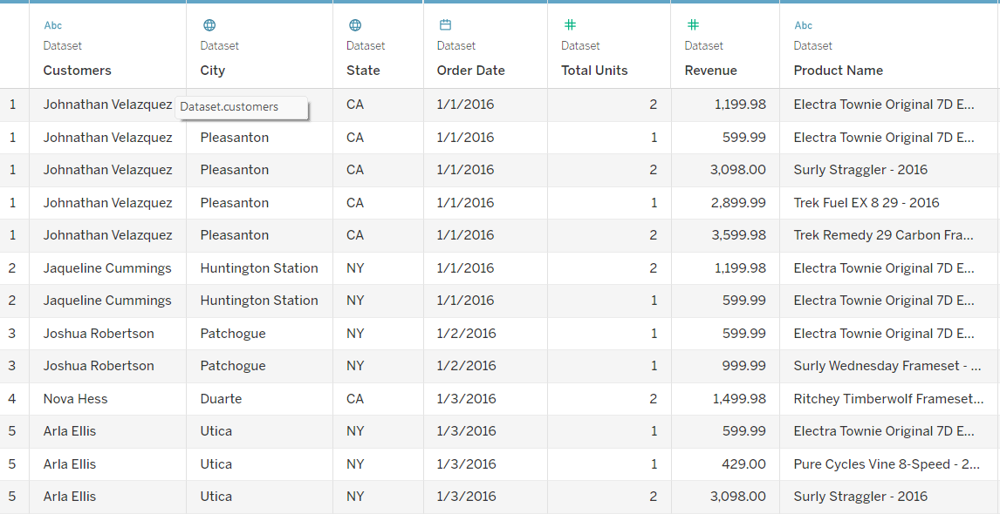 Abc Abc
Dataset Dataset Dataset Dataset Dataset Dataset Dataset
Customers City State Order Date Total Units Revenue Product Name
1 Johnathan Velazquez Dataset.customers CA 1/1/2016 2 1,199.98 Electra Townie Original 7D E...
1 Johnathan Velazquez Pleasanton CA 1/1/2016 1 599.99 Electra Townie Original 7D E...
1 Johnathan Velazquez Pleasanton CA 1/1/2016 2 3,098.00 Surly Straggler - 2016
1 Johnathan Velazquez Pleasanton CA 1/1/2016 1 2,899.99 Trek Fuel EX 8 29 - 2016
1 Johnathan Velazquez Pleasanton CA 1/1/2016 2 3,599.98 Trek Remedy 29 Carbon Fra...
2 Jaqueline Cummings Huntington Station NY 1/1/2016 2 1,199.98 Electra Townie Original 7D E...
2 Jaqueline Cummings Huntington Station NY 1/1/2016 1 599.99 Electra Townie Original 7D E...
3 Joshua Robertson Patchogue NY 1/2/2016 1 599.99 Electra Townie Original 7D E...
3 Joshua Robertson Patchogue NY 1/2/2016 1 999.99 Surly Wednesday Frameset - ...
4 Nova Hess Duarte CA 1/3/2016 2 1,499.98 Ritchey Timberwolf Frameset...
5 Arla Ellis Utica NY 1/3/2016 1 599.99 Electra Townie Original 7D E...
5 Arla Ellis Utica NY 1/3/2016 1 429.00 Pure Cycles Vine 8-Speed - 2...
5 Arla Ellis Utica NY 1/3/2016 2 3,098.00 Surly Straggler - 2016